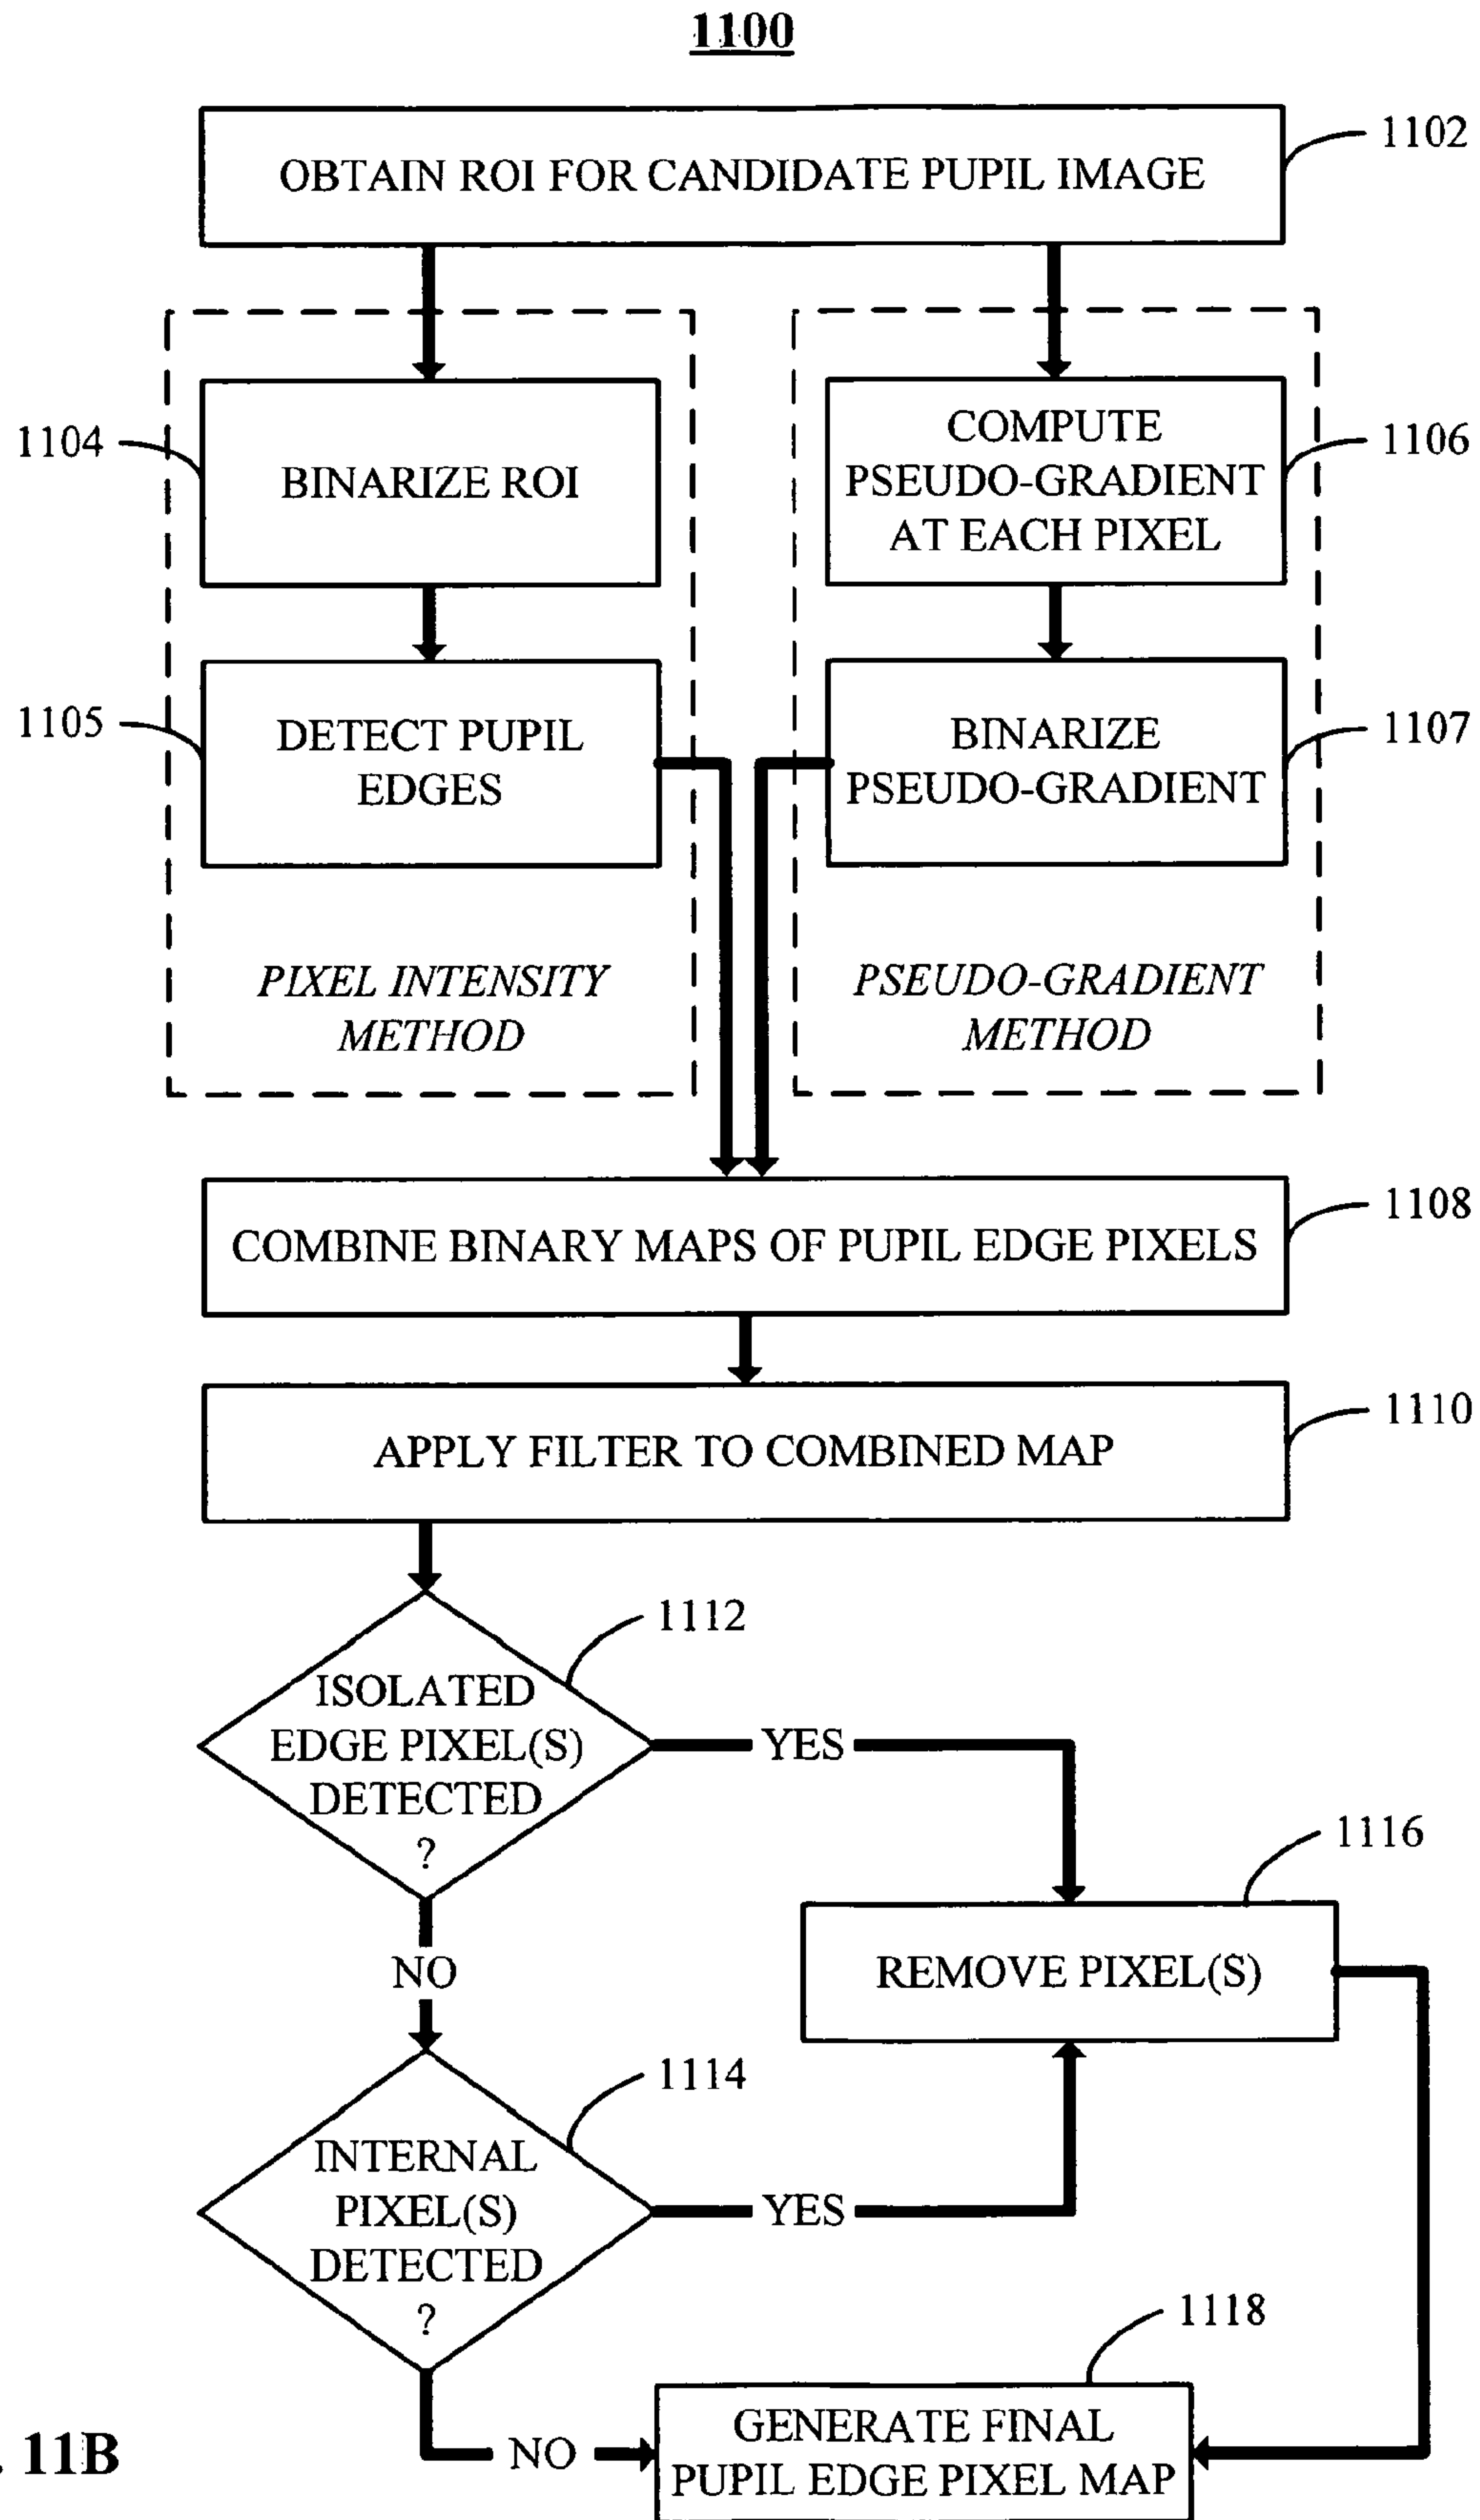 1100
OBTAIN ROI FOR CANDIDATE PUPIL IMAGE
1102
1104
BINARIZE ROI
COMPUTE
PSEUDO-GRADIENT
AT EACH PIXEL
1106
1105
DETECT PUPIL
EDGES
BINARIZE
PSEUDO-GRADIENT
1107
PIXEL INTENSITY
METHOD
PSEUDO-GRADIENT
METHOD
COMBINE BINARY MAPS OF PUPIL EDGE PIXELS
1108
APPLY FILTER TO COMBINED MAP
1110
1112
ISOLATED
EDGE PIXEL(S)
DETECTED
?
YES
1116
REMOVE PIXEL(S)
NO
1114
INTERNAL
PIXEL(S)
DETECTED
?
YES
1118
NO
GENERATE FINAL
PUPIL EDGE PIXEL MAP
. 11B